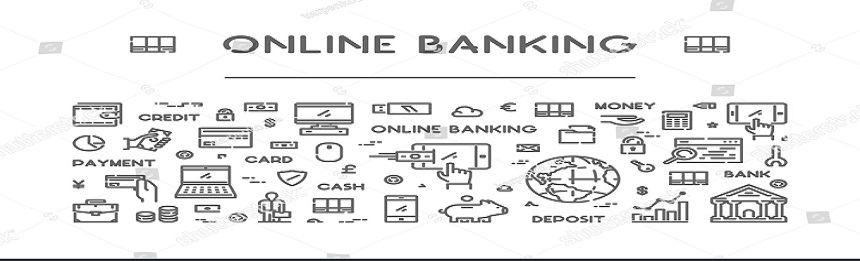 ONLINE BANKING
CREDIT
MONEY
ONLINE BANKING
PAYMENT
CARD
CASH
BANK
DEPOSIT